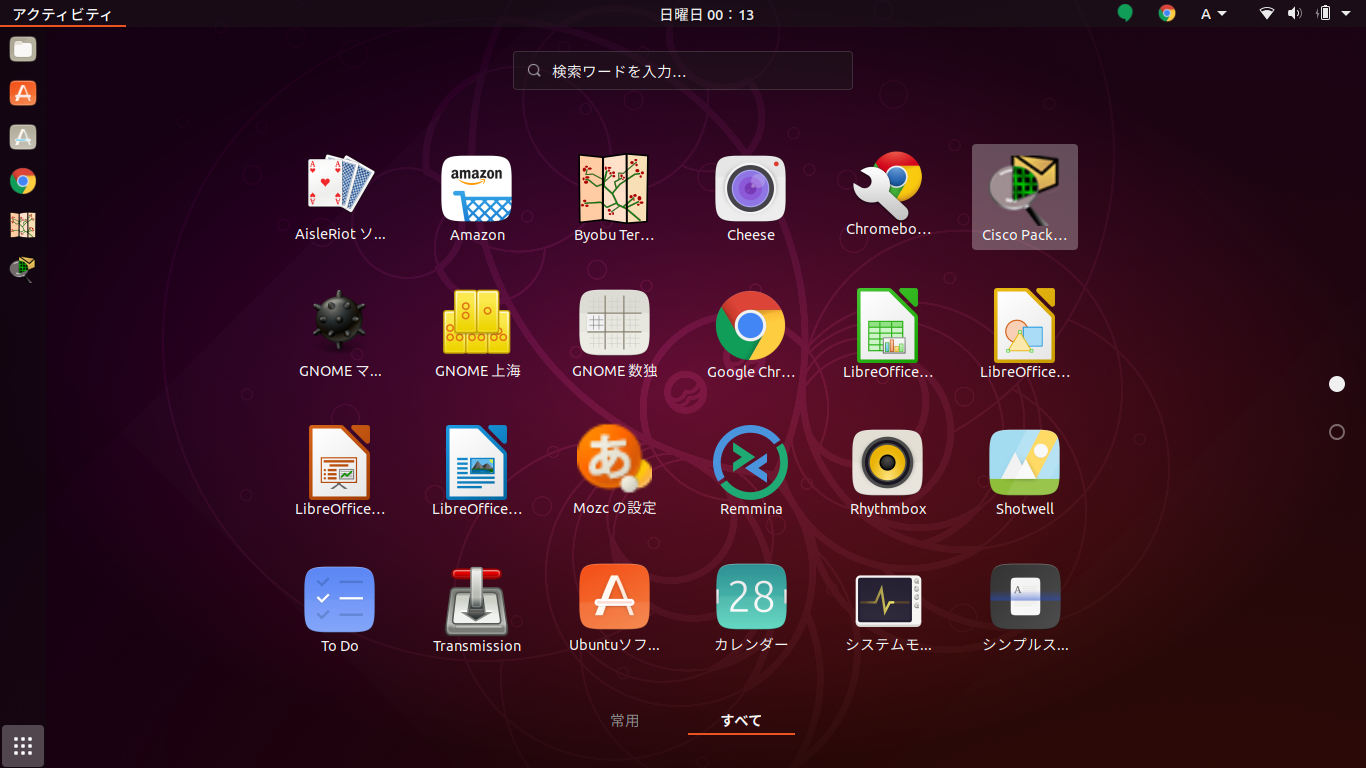 アクティビティ
日曜日 00：13
A
検索ワードを入力…
AisleRiot ソ…
amazon
Amazon
Byobu Ter…
Cheese
Chromebo…
Cisco Pack…
GNOME マ…
GNOME 上海
GNOME 数独
Google Chr…
LibreOffice…
LibreOffice…
LibreOffice…
LibreOffice…
あ
Mozc の設定
Remmina
Rhythmbox
Shotwell
To Do
Transmission
Ubuntuソフ…
28
カレンダー
システムモ…
A
シンプルス…
常用
すべて